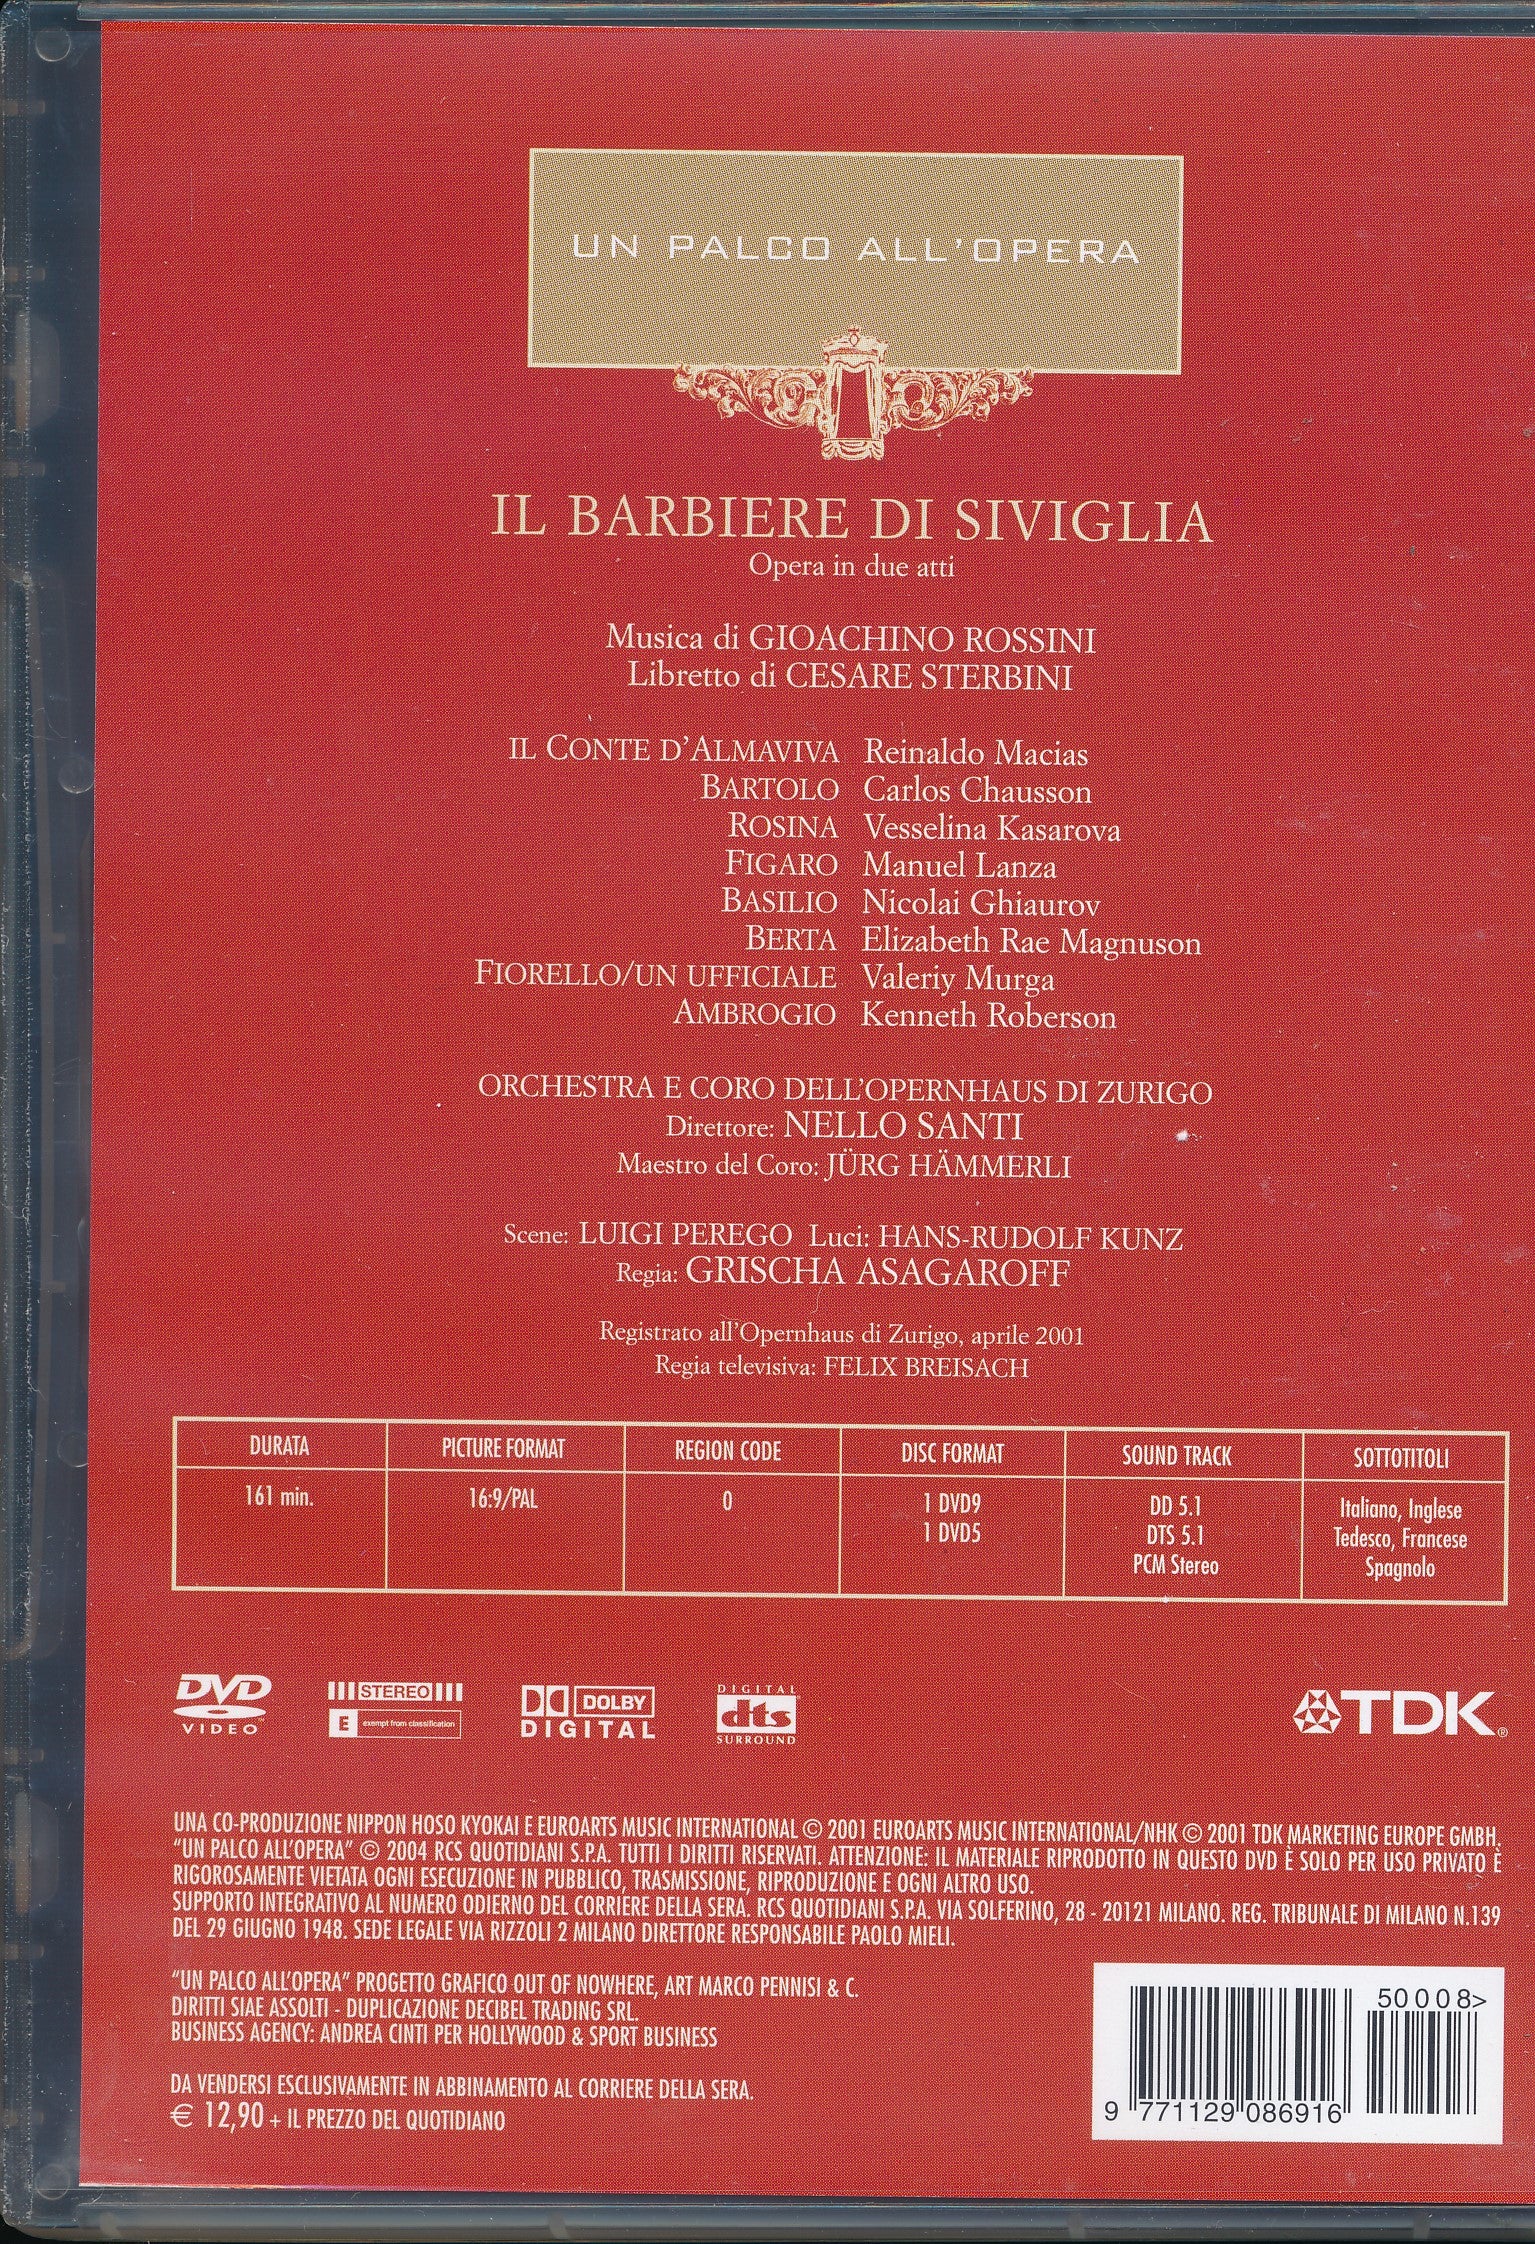 UN PALCO ALL'OPERA
IL BARBIERE DI SIVIGLIA
Opera in due atti
Musica di GIOACHINO ROSSINI
Libretto di CESARE STERBINI
IL CONTE D'ALMAVIVA Reinaldo Macias
BARTOLO Carlos Chausson
ROSINA Vesselina Kasarova
FIGARO Manuel Lanza
BASILIO Nicolai Ghiaurov
BERTA Elizabeth Rae Magnuson
FIORELLO/UN UFFICIALE Valeriy Murga
AMBROGIO Kenneth Roberson
ORCHESTRA E CORO DELL'OPERNHAUS DI ZURIGO
Direttore: NELLO SANTI
Maestro del Coro: JÜRG HÄMMERLI
Scene: LUIGI PEREGO Luci: HANS-RUDOLF KUNZ
Regia: GRISCHA ASAGAROFF
Registrato all'Opernhaus di Zurigo, aprile 2001
Regia televisiva: FELIX BREISACH
DURATA PICTURE FORMAT REGION CODE DISC FORMAT SOUND TRACK SOTTOTITOLI
161 min. 16:9/PAL 0 1 DVD9 DD 5.1 Italiano, Inglese
1 DVD5 DTS 5.1 Tedesco, Francese
PCM Stereo Spagnolo
DVD VIDEO
STEREO
E exempt from classification
DOLBY DIGITAL
DIGITAL dts SURROUND
TDK®
UNA CO-PRODUZIONE NIPPON HOSO KYOKAI E EUROARTS MUSIC INTERNATIONAL © 2001 EUROARTS MUSIC INTERNATIONAL/NHK © 2001 TDK MARKETING EUROPE GMBH.
"UN PALCO ALL'OPERA" © 2004 RCS QUOTIDIANI S.P.A. TUTTI I DIRITTI RISERVATI. ATTENZIONE: IL MATERIALE RIPRODOTTO IN QUESTO DVD È SOLO PER USO PRIVATO È
RIGOROSAMENTE VIETATA OGNI ESECUZIONE IN PUBBLICO, TRASMISSIONE, RIPRODUZIONE E OGNI ALTRO USO.
SUPPORTO INTEGRATIVO AL NUMERO ODIERNO DEL CORRIERE DELLA SERA. RCS QUOTIDIANI S.P.A. VIA SOLFERINO, 28 - 20121 MILANO. REG. TRIBUNALE DI MILANO N.139
DEL 29 GIUGNO 1948. SEDE LEGALE VIA RIZZOLI 2 MILANO DIRETTORE RESPONSABILE PAOLO MIELI.
"UN PALCO ALL'OPERA" PROGETTO GRAFICO OUT OF NOWHERE, ART MARCO PENNISI & C.
DIRITTI SIAE ASSOLTI - DUPLICAZIONE DECIBEL TRADING SRL.
BUSINESS AGENCY: ANDREA CINTI PER HOLLYWOOD & SPORT BUSINESS
DA VENDERSI ESCLUSIVAMENTE IN ABBINAMENTO AL CORRIERE DELLA SERA.
€ 12,90 + IL PREZZO DEL QUOTIDIANO
50008>
9 771129 086916